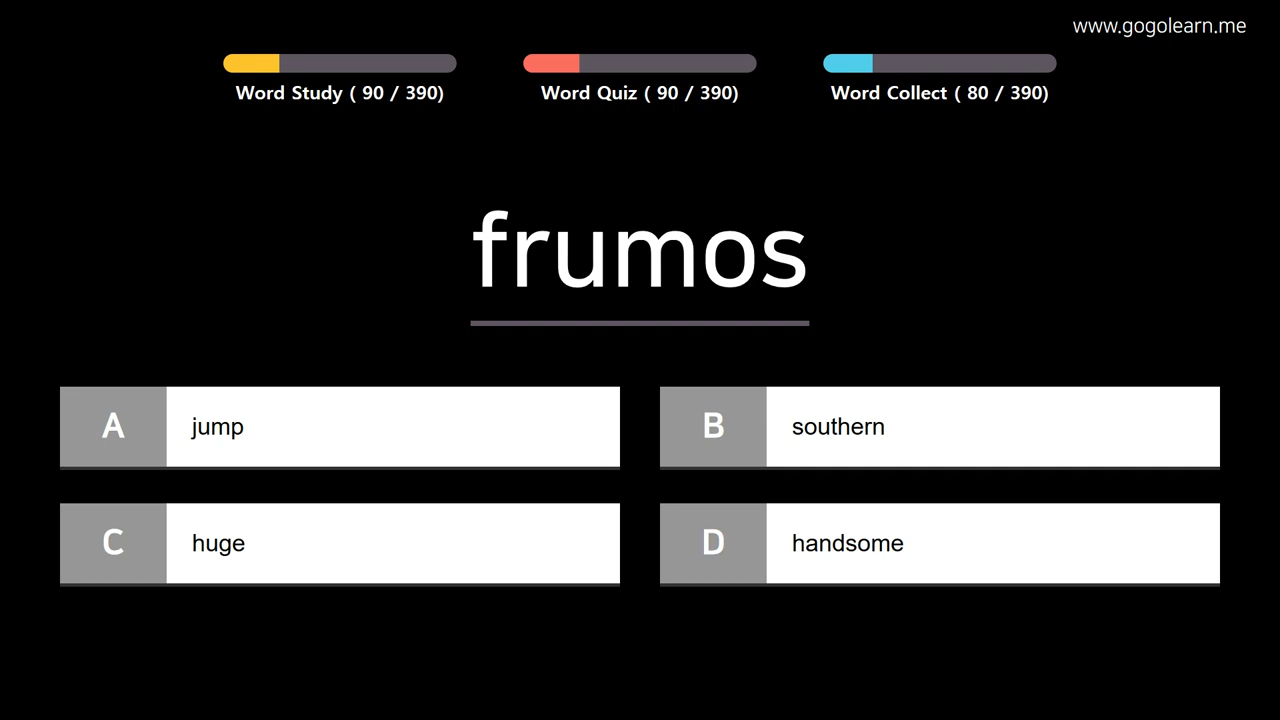 www.gogolearn.me
Word Study ( 90 / 390)
Word Quiz ( 90 / 390)
Word Collect ( 80 / 390)
frumos
A jump
B southern
C huge
D handsome